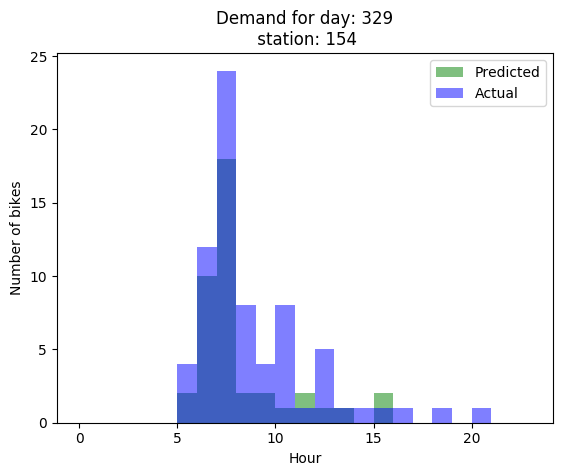 Demand for day: 329
station: 154
Predicted
Actual
Number of bikes
25
20
15
10
5
0
0
5
10
15
20
Hour